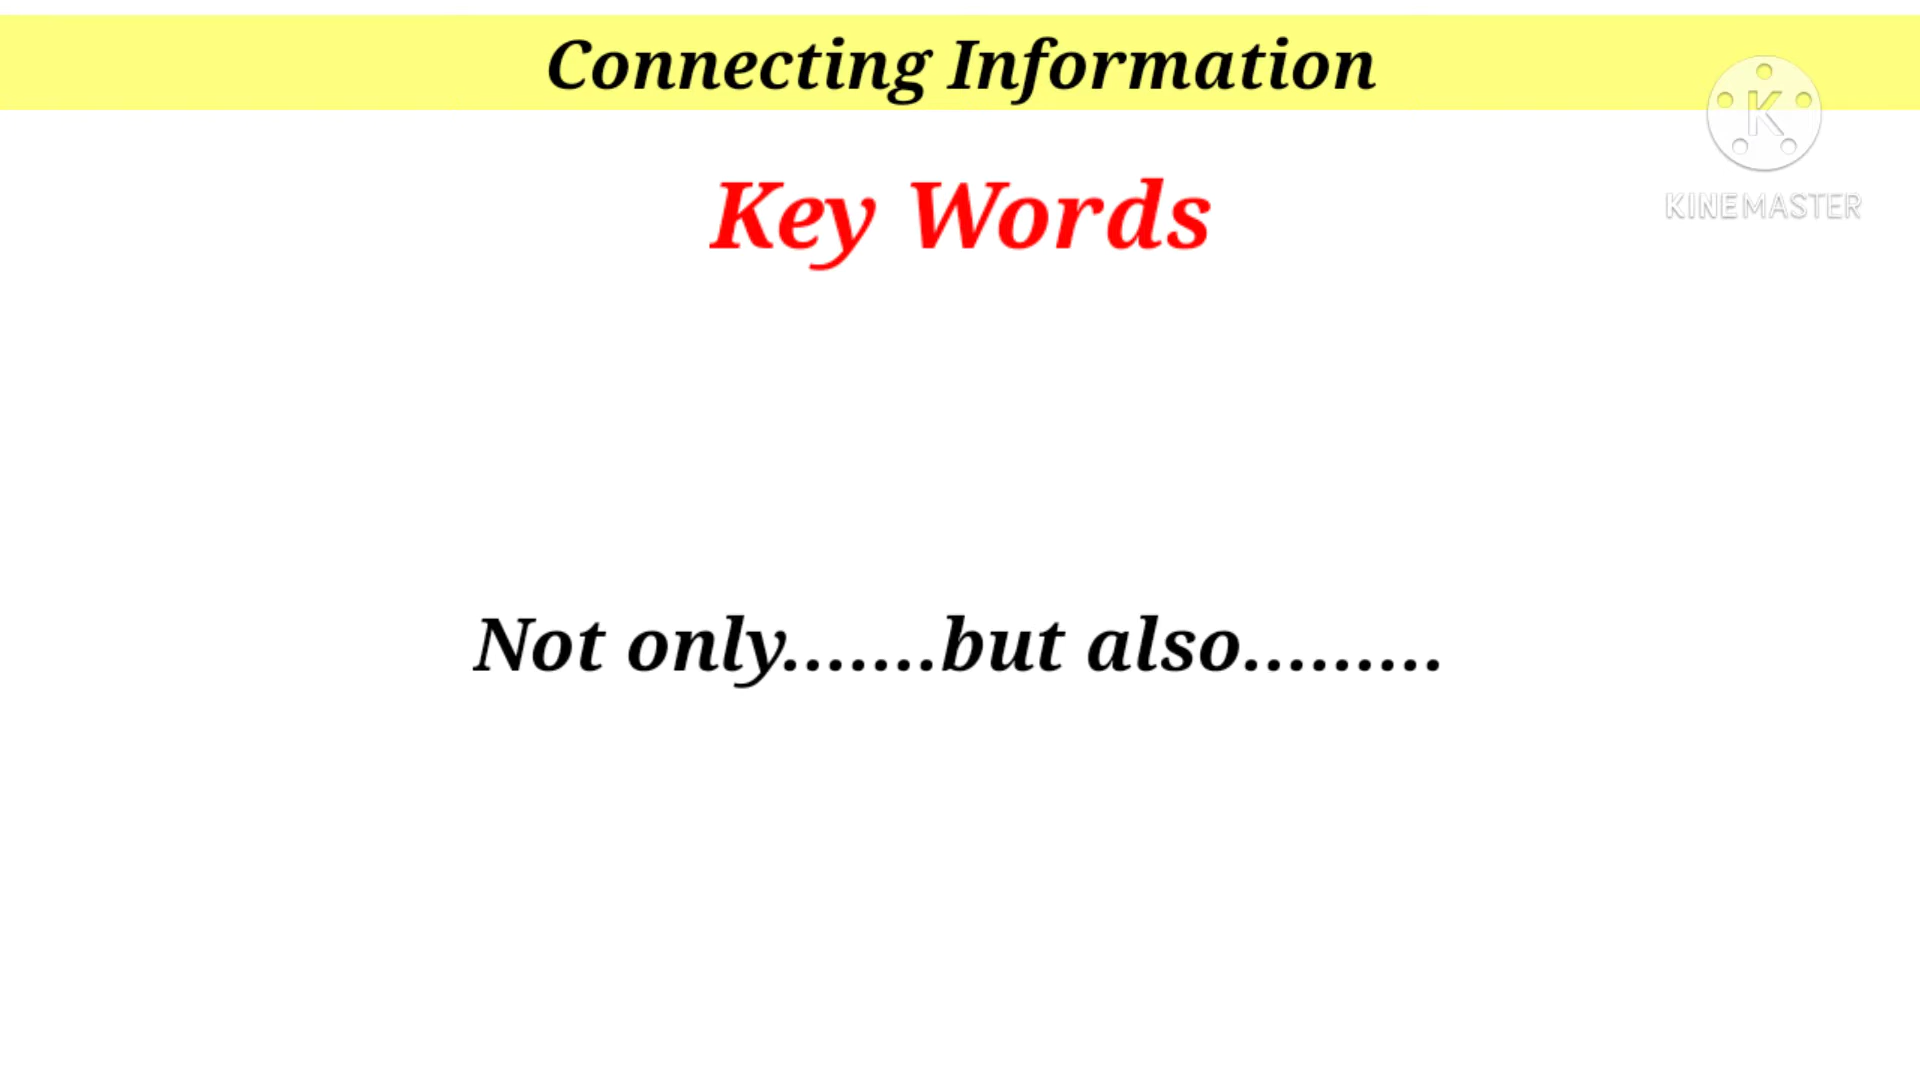 Connecting Information
K
KINEMASTER
Key Words
Not only.......but also.........